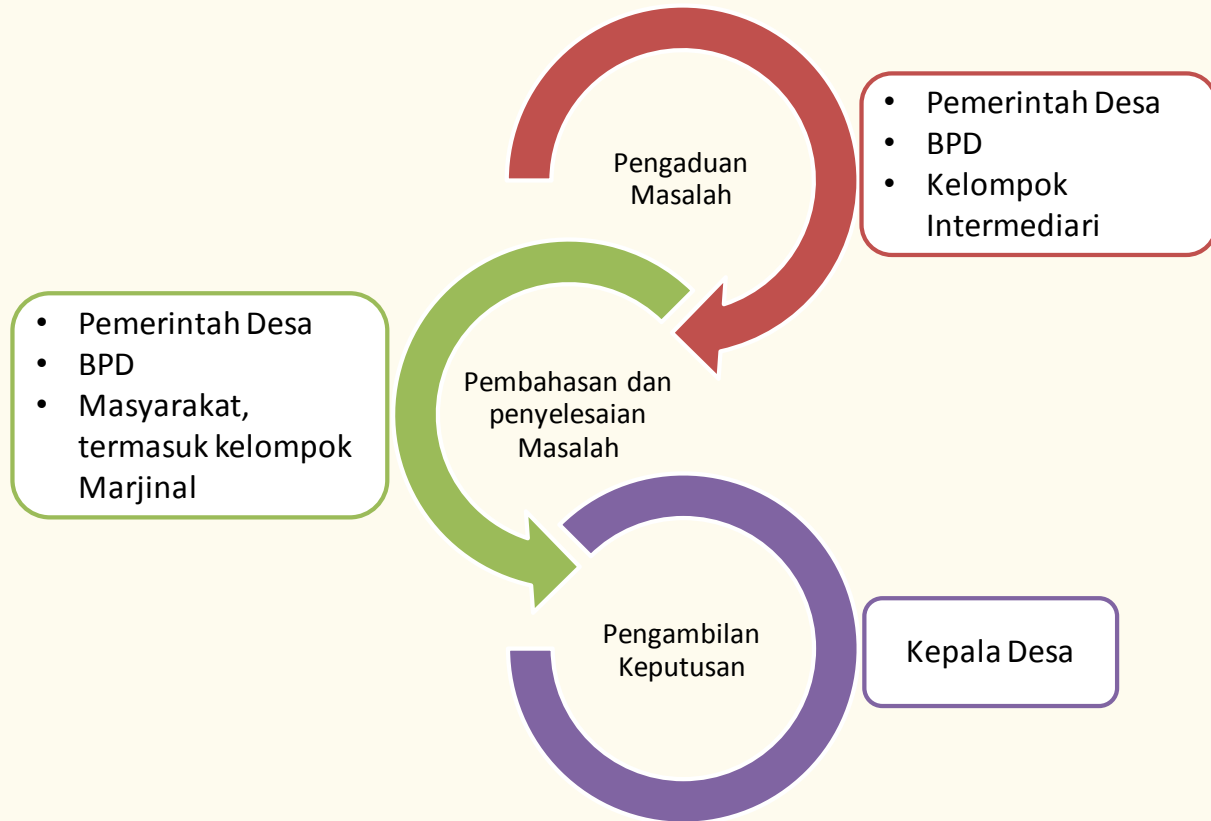 Pengaduan
Masalah
• Pemerintah Desa
• BPD
• Kelompok
Intermediari
• Pemerintah Desa
• BPD
• Masyarakat,
termasuk kelompok
Marjinal
Pembahasan dan
penyelesaian
Masalah
Pengambilan
Keputusan
Kepala Desa